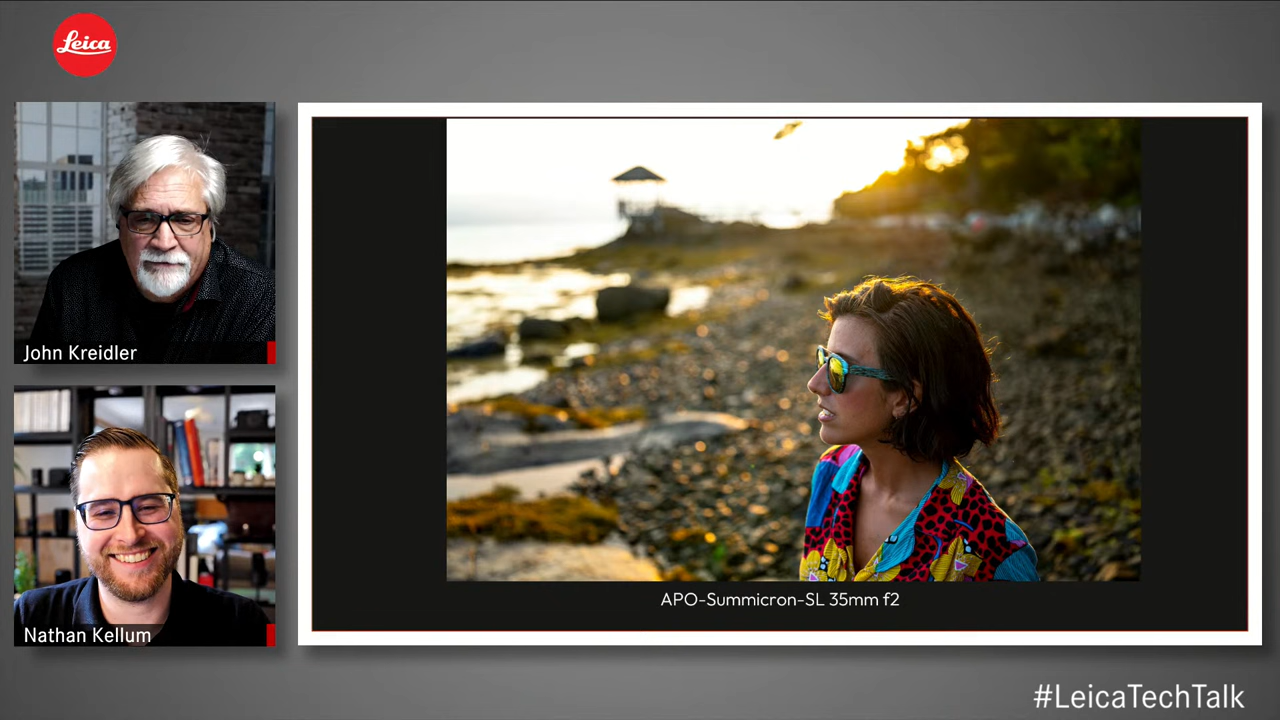 Leica
John Kreidler
Nathan Kellum
APO-Summicron-SL 35mm f2
#LeicaTechTalk